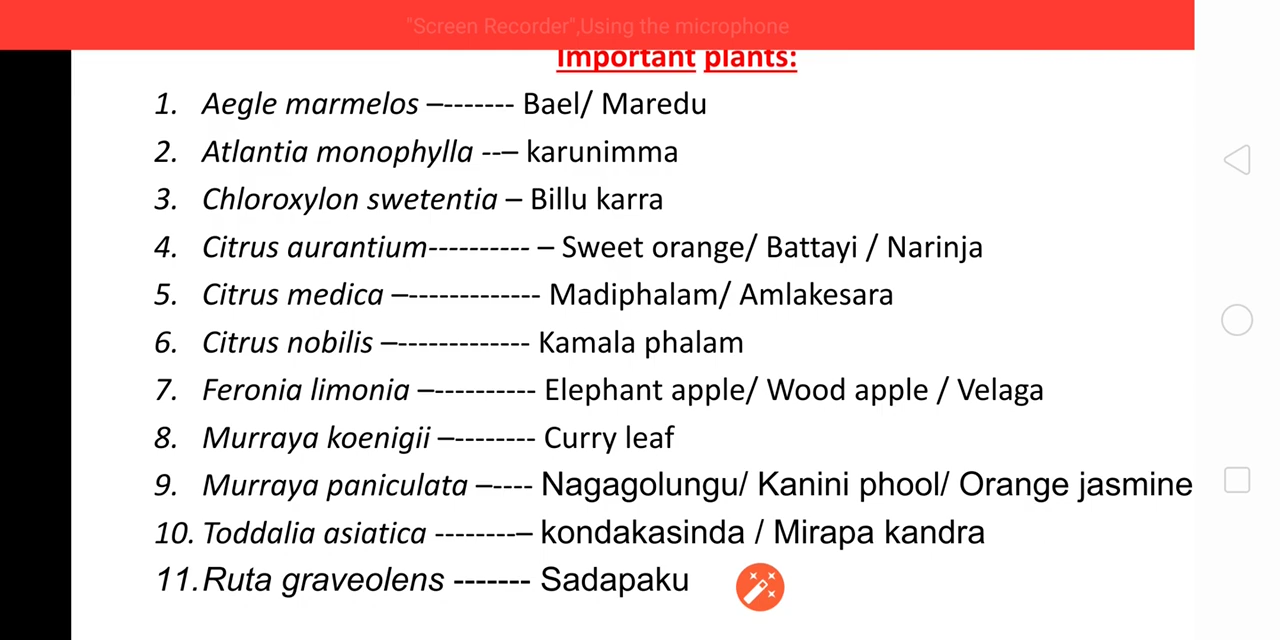 "Screen Recorder",Using the microphone
Important plants:
1. Aegle marmelos –------- Bael/ Maredu
2. Atlantia monophylla --– karunimma
3. Chloroxylon swetentia – Billu karra
4. Citrus aurantium---------- – Sweet orange/ Battayi / Narinja
5. Citrus medica –------------- Madiphalam/ Amlakesara
6. Citrus nobilis –------------- Kamala phalam
7. Feronia limonia –---------- Elephant apple/ Wood apple / Velaga
8. Murraya koenigii –-------- Curry leaf
9. Murraya paniculata –---- Nagagolungu/ Kanini phool/ Orange jasmine
10. Toddalia asiatica --------– kondakasinda / Mirapa kandra
11. Ruta graveolens ------- Sadapaku